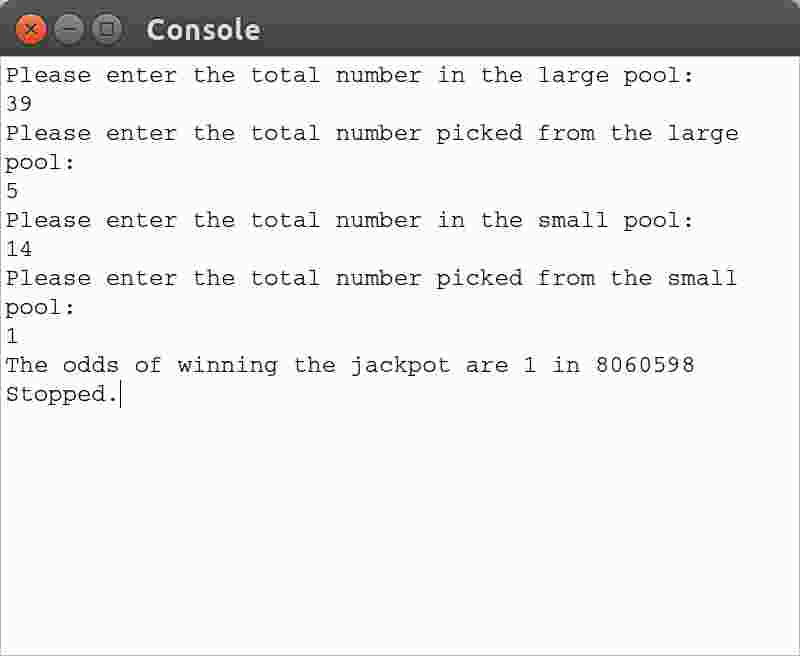 Console
Please enter the total number in the large pool:
39
Please enter the total number picked from the large
pool:
5
Please enter the total number in the small pool:
14
Please enter the total number picked from the small
pool:
1
The odds of winning the jackpot are 1 in 8060598
Stopped.